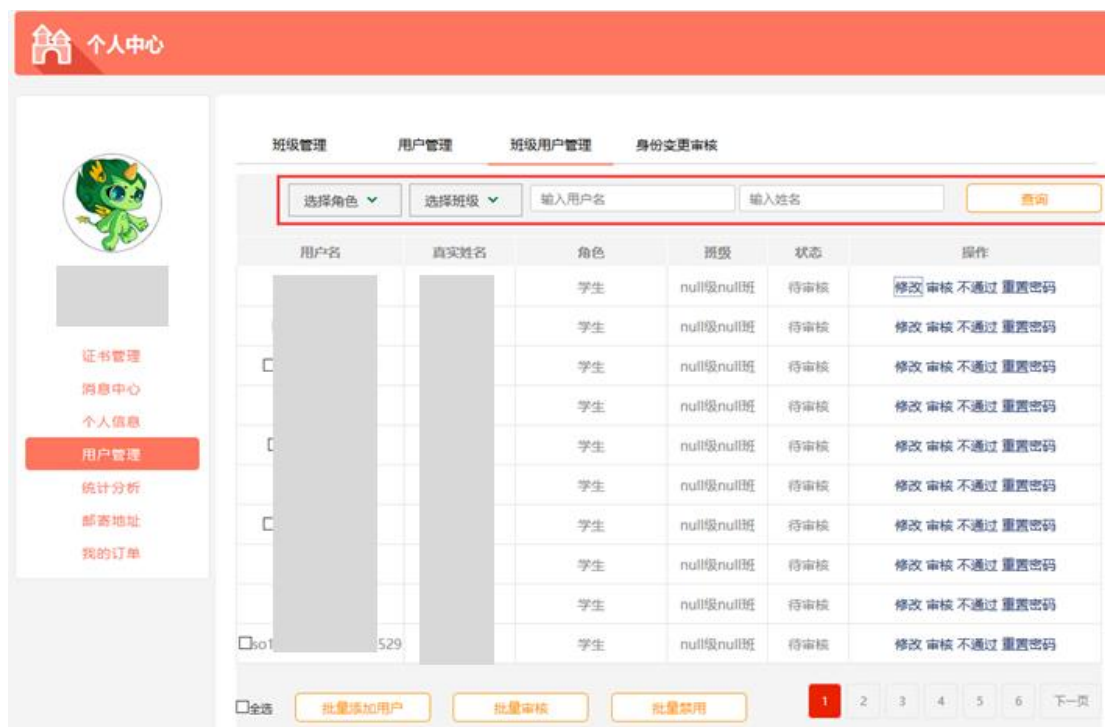 个人中心
班级管理 用户管理 班级用户管理 身份变更审核
选择角色 选择班级 输入用户名 输入姓名 查询
用户名 真实姓名 角色 班级 状态 操作
学生 null级null班 待审核 修改 审核 不通过 重置密码
学生 null级null班 待审核 修改 审核 不通过 重置密码
学生 null级null班 待审核 修改 审核 不通过 重置密码
学生 null级null班 待审核 修改 审核 不通过 重置密码
学生 null级null班 待审核 修改 审核 不通过 重置密码
学生 null级null班 待审核 修改 审核 不通过 重置密码
学生 null级null班 待审核 修改 审核 不通过 重置密码
学生 null级null班 待审核 修改 审核 不通过 重置密码
学生 null级null班 待审核 修改 审核 不通过 重置密码
so1 529 学生 null级null班 待审核 修改 审核 不通过 重置密码
全选 批量添加用户 批量审核 批量禁用 1 2 3 4 5 6 下一页
证书管理
消息中心
个人信息
用户管理
统计分析
邮寄地址
我的订单